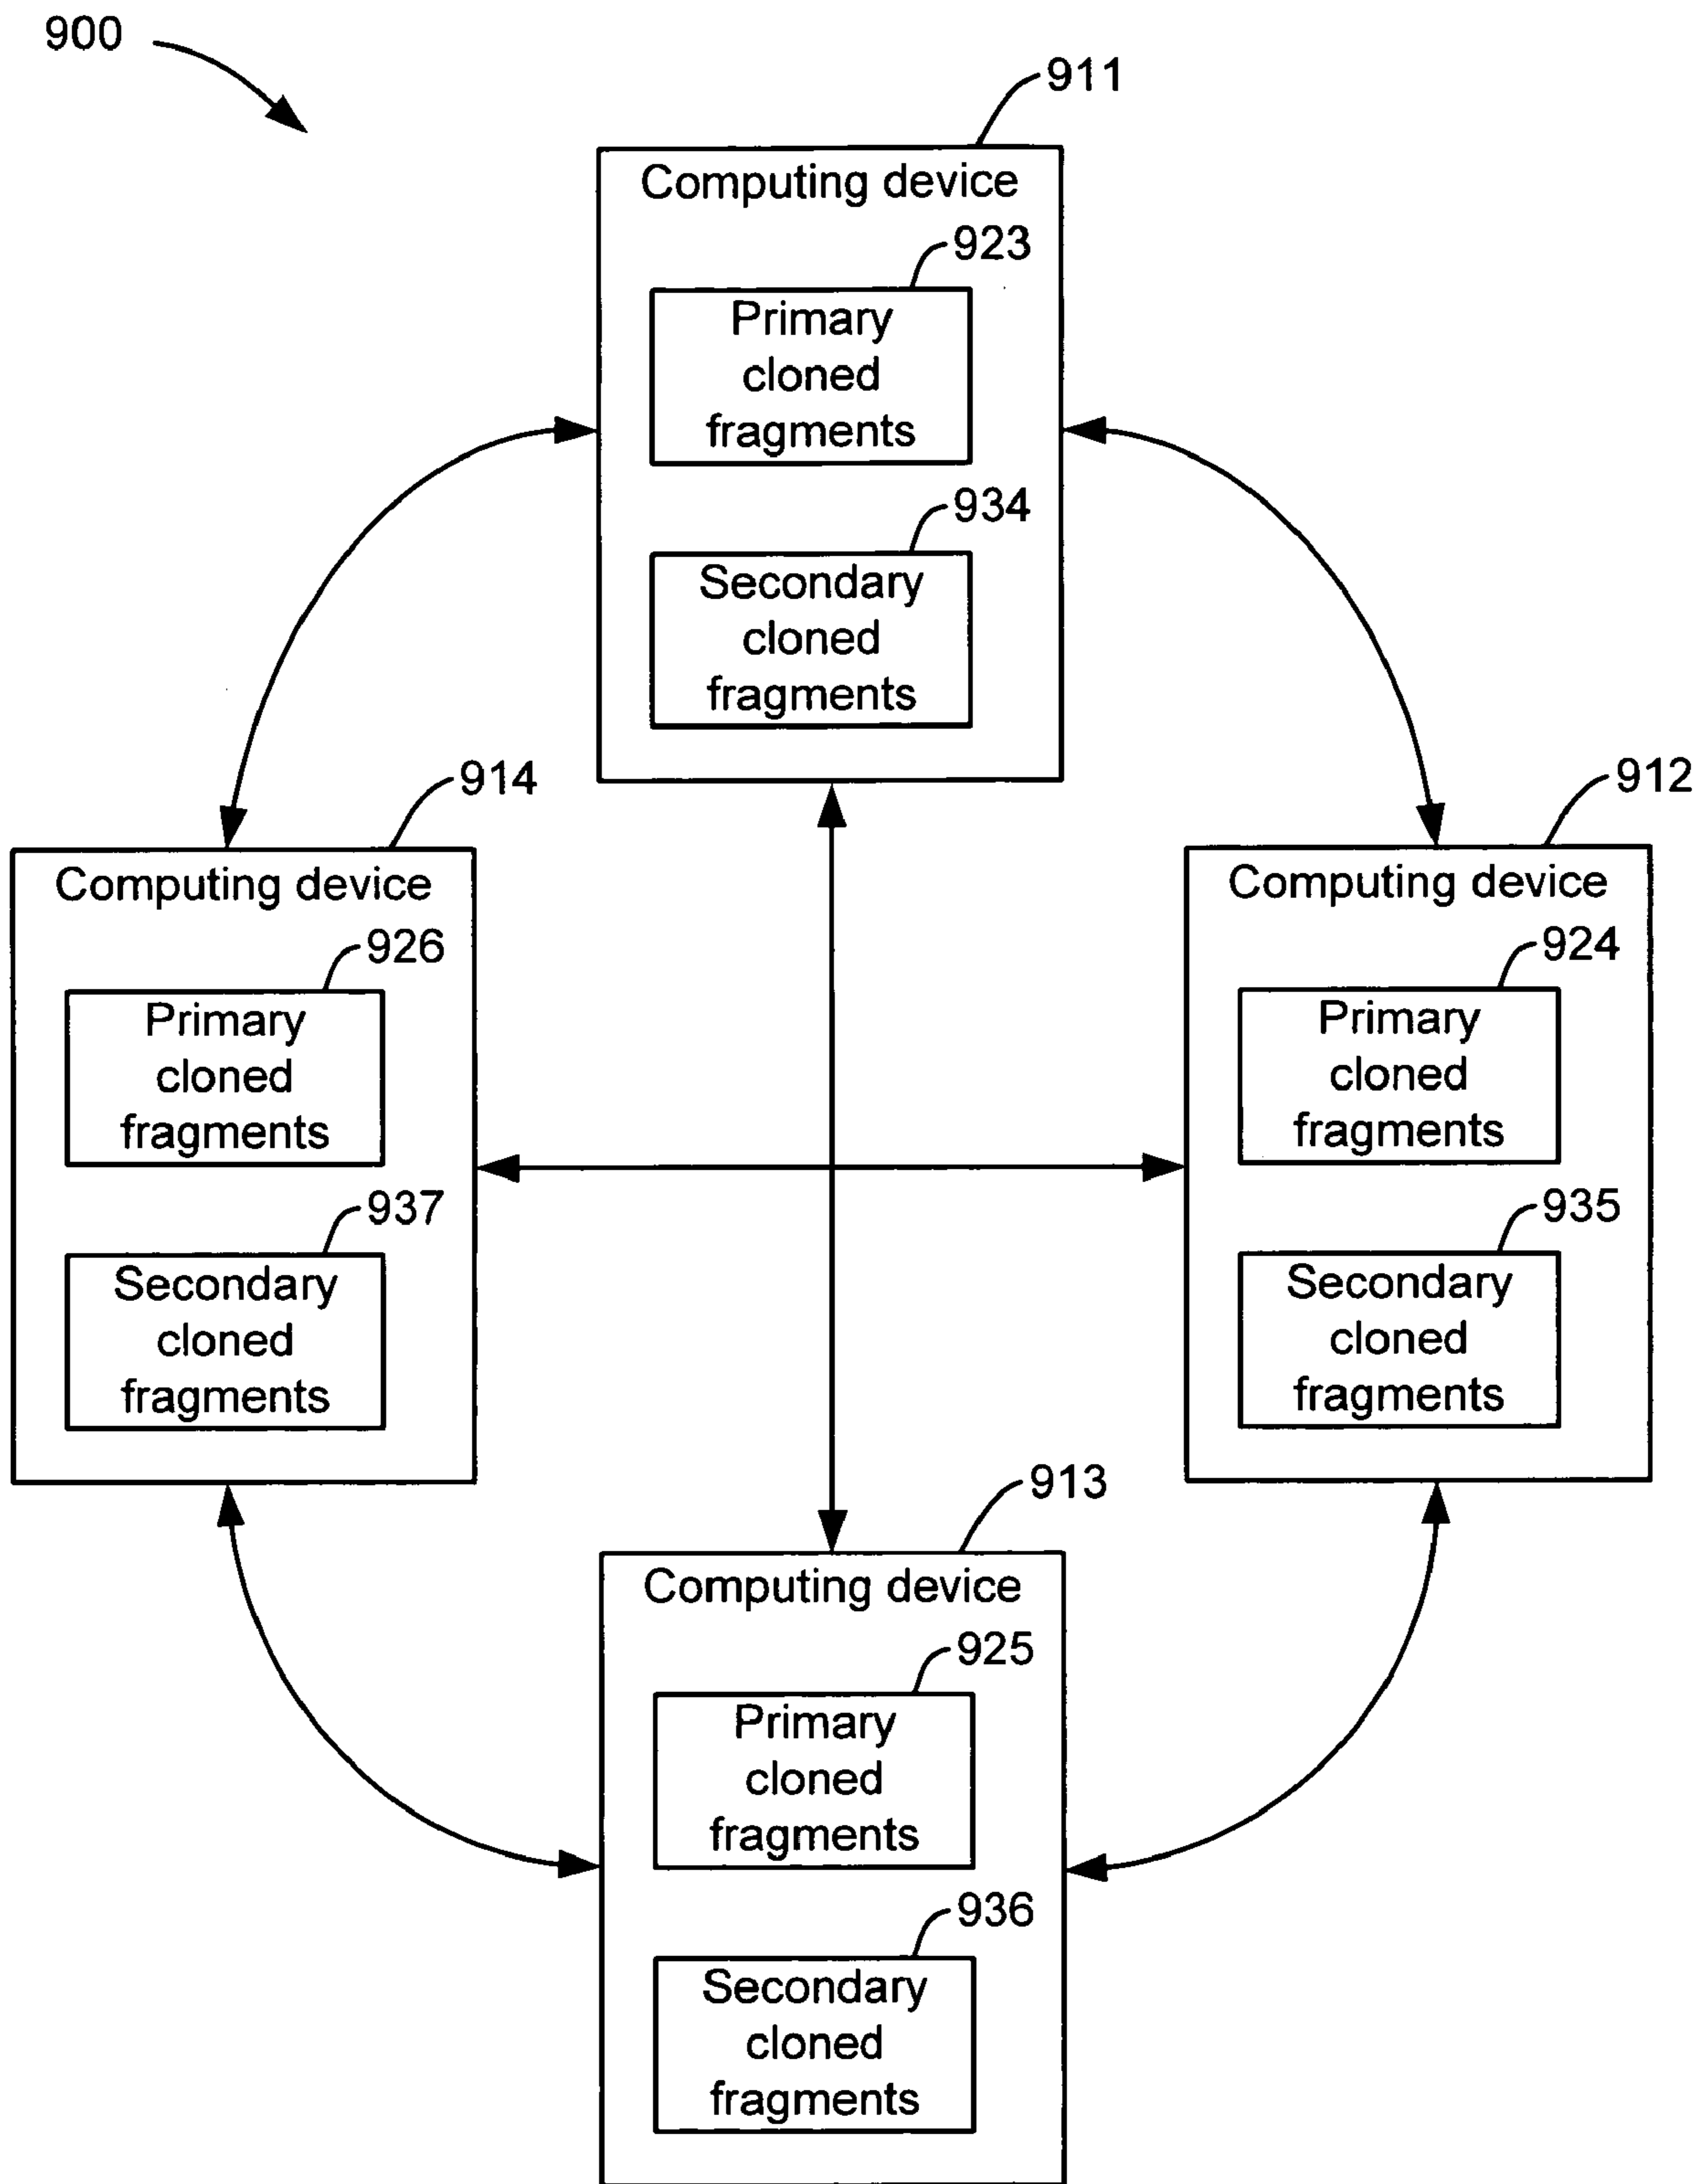 900
911
Computing device
923
Primary
cloned
fragments
934
Secondary
cloned
fragments
914
Computing device
926
Primary
cloned
fragments
937
Secondary
cloned
fragments
912
Computing device
924
Primary
cloned
fragments
935
Secondary
cloned
fragments
913
Computing device
925
Primary
cloned
fragments
936
Secondary
cloned
fragments